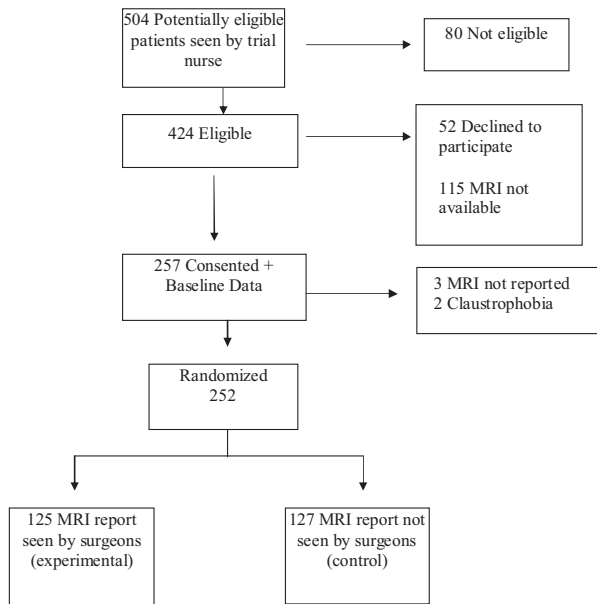 504 Potentially eligible
patients seen by trial
nurse
80 Not eligible
424 Eligible
52 Declined to
participate
115 MRI not
available
257 Consented +
Baseline Data
3 MRI not reported
2 Claustrophobia
Randomized
252
125 MRI report
seen by surgeons
(experimental)
127 MRI report not
seen by surgeons
(control)